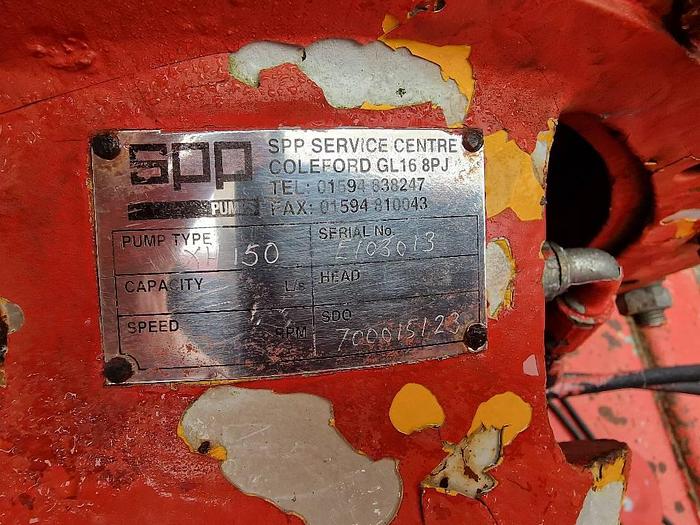 spp SPP SERVICE CENTRE
COLEFORD GL16 8PJ
TEL: 01594 838247
PUMPS FAX: 01594 810043
PUMP TYPE XH 150 SERIAL No. E103013
CAPACITY L/s HEAD
SPEED RPM SDO 700015123